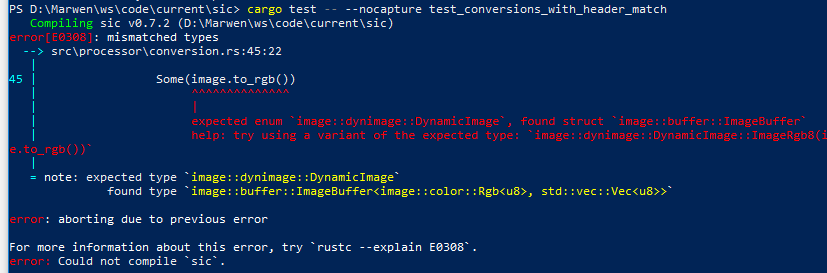 PS D:\Marwen\ws\code\current\sic> cargo test -- --nocapture test_conversions_with_header_match
   Compiling sic v0.7.2 (D:\Marwen\ws\code\current\sic)
error[E0308]: mismatched types
  --> src\processor\conversion.rs:45:22
   |
45 |                 Some(image.to_rgb())
   |                      ^^^^^^^^^^^^^^
   |                      |
   |                      expected enum `image::dynimage::DynamicImage`, found struct `image::buffer::ImageBuffer`
   |                      help: try using a variant of the expected type: `image::dynimage::DynamicImage::ImageRgb8(i
e.to_rgb())`
   |
   = note: expected type `image::dynimage::DynamicImage`
              found type `image::buffer::ImageBuffer<image::color::Rgb<u8>, std::vec::Vec<u8>>`

error: aborting due to previous error

For more information about this error, try `rustc --explain E0308`.
error: Could not compile `sic`.